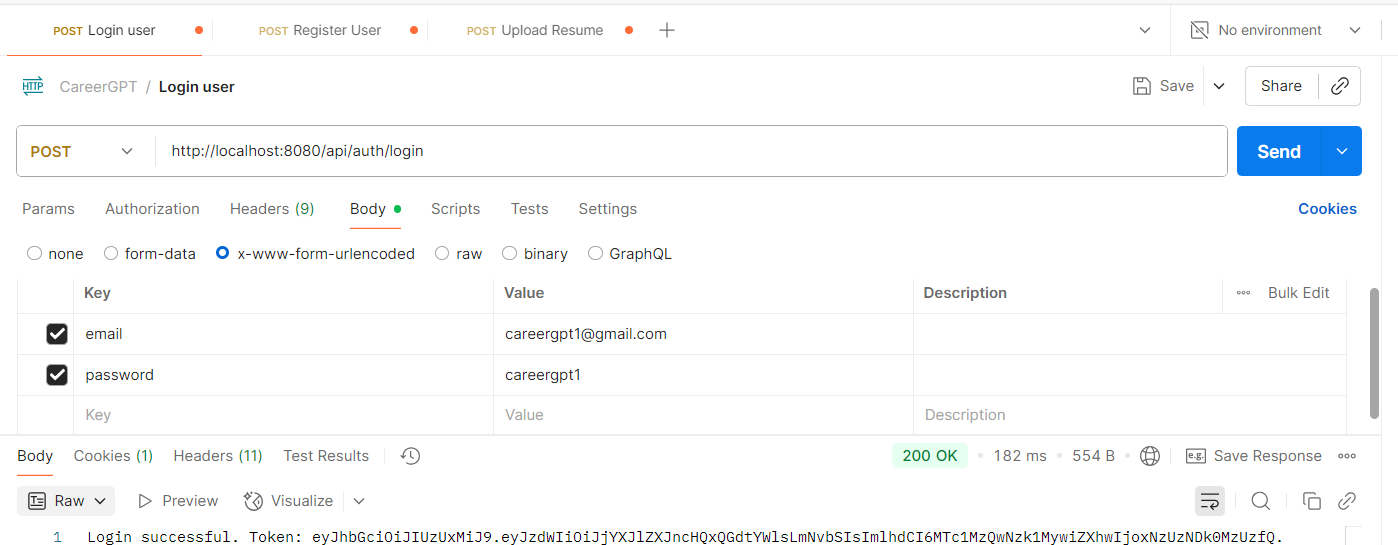 POST Login user
POST Register User
POST Upload Resume
No environment
HTTP CareerGPT / Login user
Save
Share
POST
http://localhost:8080/api/auth/login
Send
Params Authorization Headers (9) Body Scripts Tests Settings
Cookies
none form-data x-www-form-urlencoded raw binary GraphQL
Key Value Description Bulk Edit
email careergpt1@gmail.com
password careergpt1
Key Value Description
Body Cookies (1) Headers (11) Test Results
200 OK 182 ms 554 B e.g. Save Response
Raw Preview Visualize
1 Login successful. Token: eyJhbGciOiJIUzUxMiJ9.eyJzdWIiOiJjYXJlZXJncHQxQGdtYWlsLmNvbSIsImlhdCI6MTc1MzQwNzk1MywiZXhwIjoxNzUzNDk0MzUzfQ.